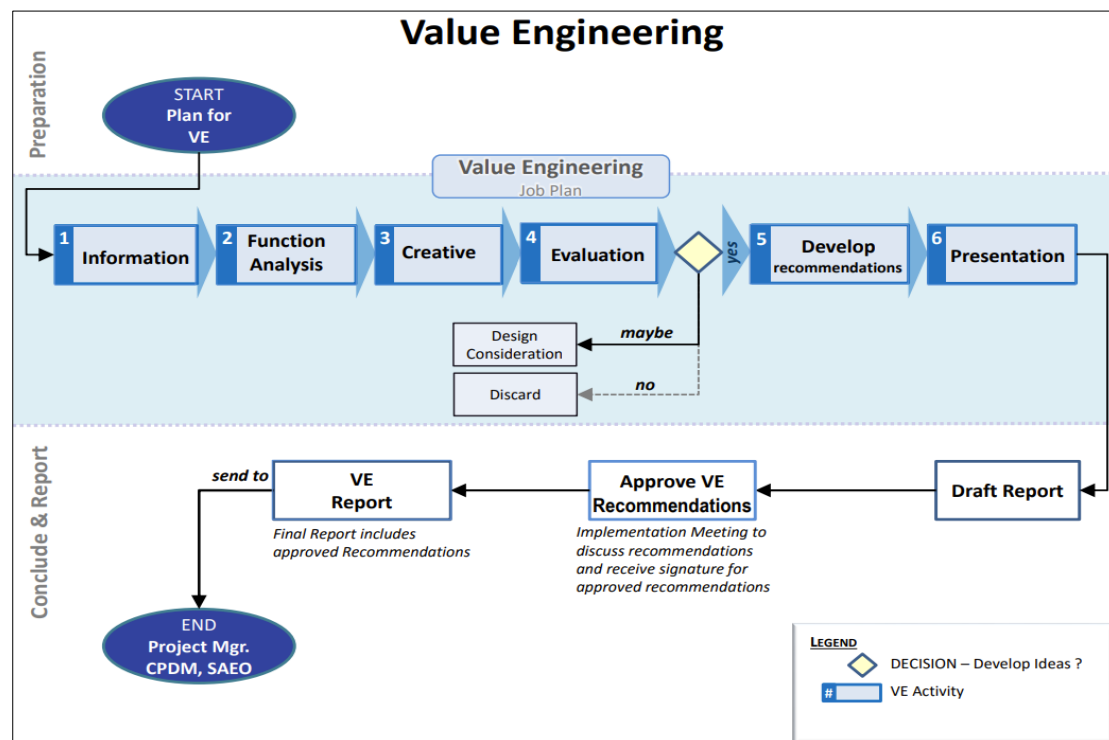 Value Engineering
Preparation
START
Plan for
VE
Value Engineering
Job Plan
1
Information
2
Function
Analysis
3
Creative
4
Evaluation
yes
5
Develop
recommendations
6
Presentation
Design
Consideration
maybe
Discard
no
Conclude & Report
send to
VE
Report
Final Report includes
approved Recommendations
Approve VE
Recommendations
Implementation Meeting to
discuss recommendations
and receive signature for
approved recommendations
Draft Report
END
Project Mgr.
CPDM, SAEO
LEGEND
DECISION – Develop Ideas ?
# VE Activity